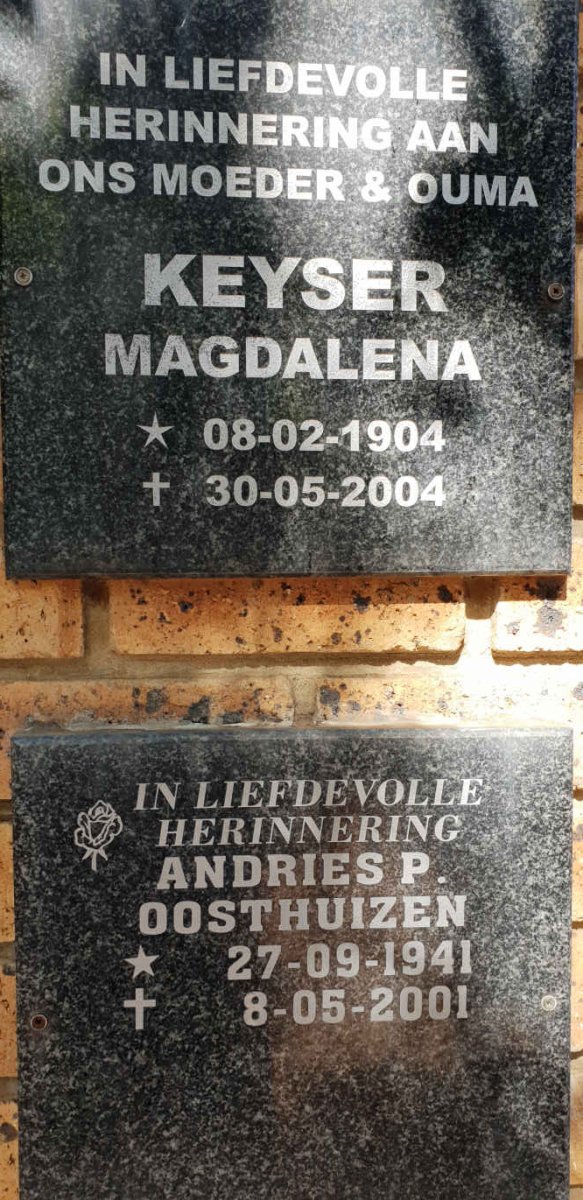 IN LIEFDEVOLLE
HERINNERING AAN
ONS MOEDER & OUMA
KEYSER
MAGDALENA
★ 08-02-1904
✝ 30-05-2004
IN LIEFDEVOLLE
HERINNERING
ANDRIES P.
OOSTHUIZEN
★ 27-09-1941
✝ 8-05-2001